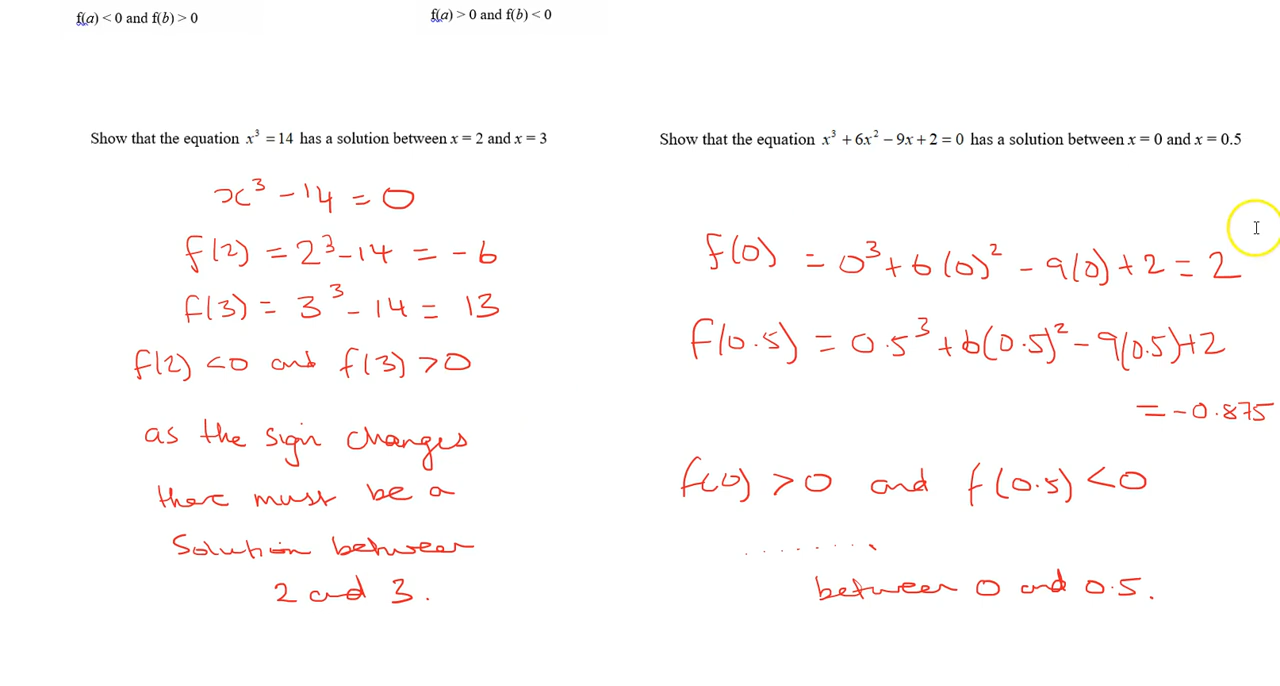 f(a) < 0 and f(b) > 0
f(a) > 0 and f(b) < 0
Show that the equation x³ = 14 has a solution between x = 2 and x = 3
x³ - 14 = 0
f(2) = 2³ - 14 = -6
f(3) = 3³ - 14 = 13
f(2) < 0 and f(3) > 0
as the sign changes
there must be a
solution between
2 and 3.
Show that the equation x³ + 6x² − 9x + 2 = 0 has a solution between x = 0 and x = 0.5
f(0) = 0³ + 6(0)² - 9(0) + 2 = 2
f(0.5) = 0.5³ + 6(0.5)² - 9(0.5) + 2
= -0.875
f(0) > 0 and f(0.5) < 0
........
between 0 and 0.5.